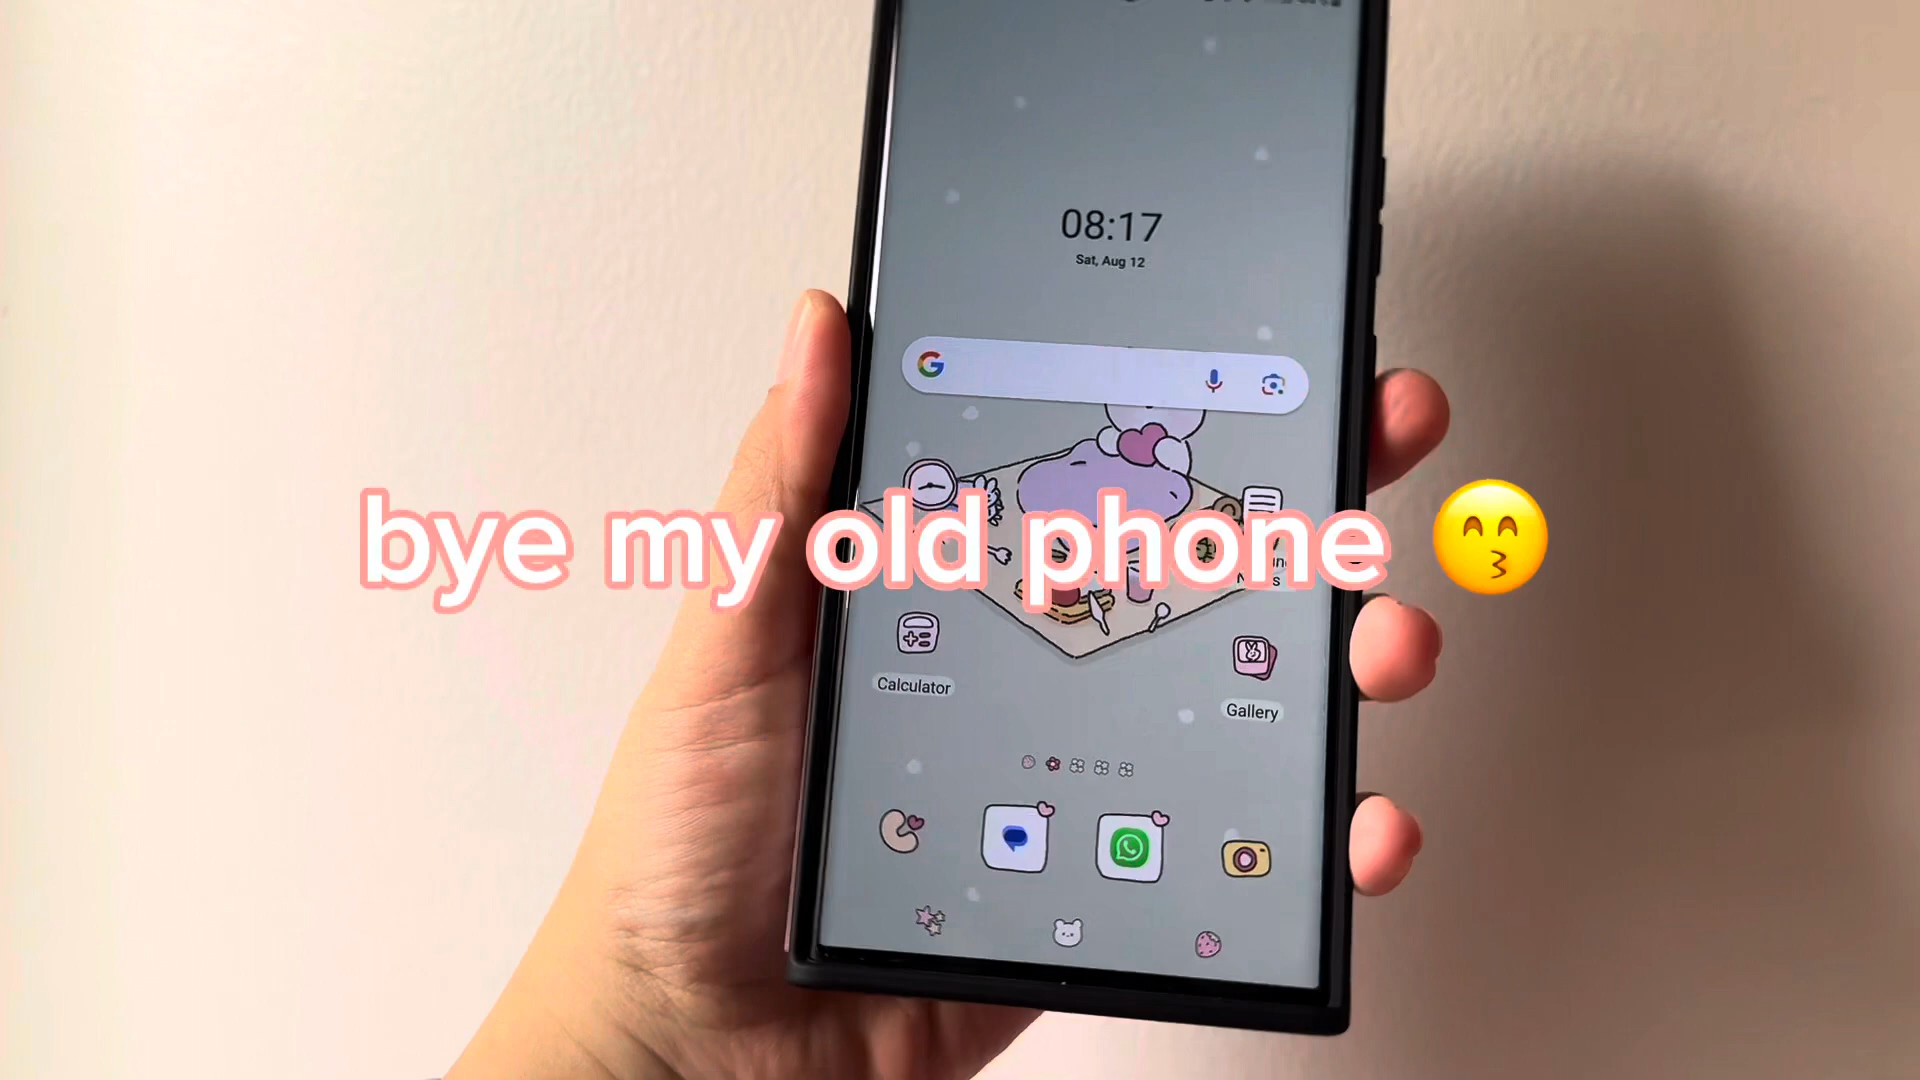 08:17
Sat, Aug 12
bye my old phone 😙
Calculator
Gallery